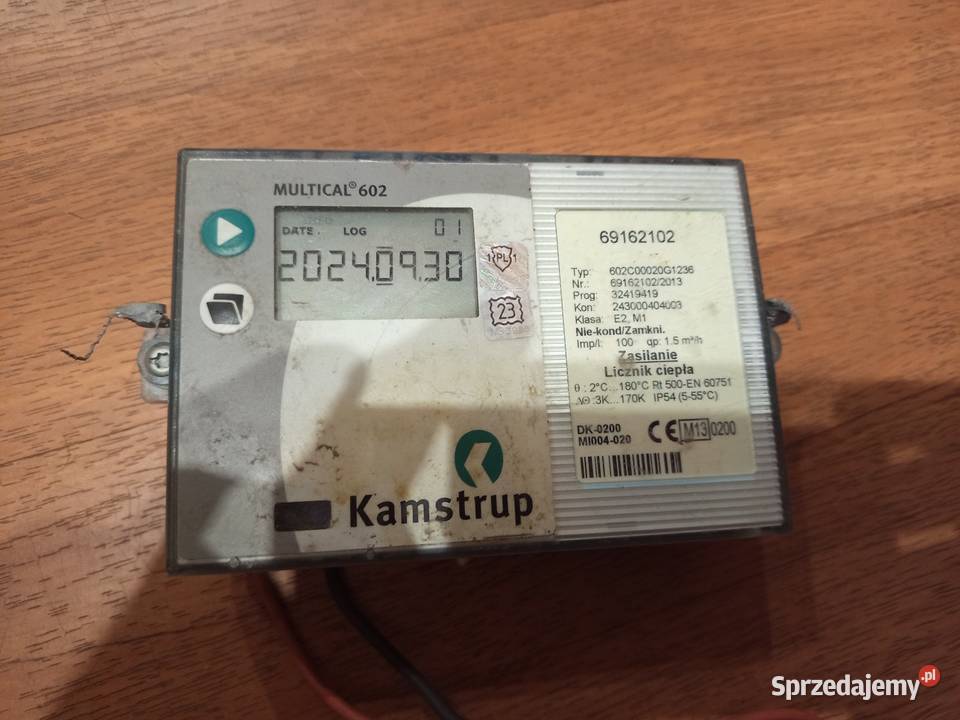 MULTICAL® 602
DATE. LOG 01
2024.09.30
PL
23
Kamstrup
69162102
Typ: 602C00020G1236
Nr.: 69162102/2013
Prog: 32419419
Kon: 243000404003
Klasa: E2, M1
Nie-kond/Zamkni.
Imp/l: 100 qp: 1.5 m³/h
Zasilanie
Licznik ciepła
θ : 2°C...180°C Rt 500-EN 60751
ΔΘ :3K...170K IP54 (5-55°C)
DK-0200
MI004-020
CE M13 0200
Sprzedajemy.pl